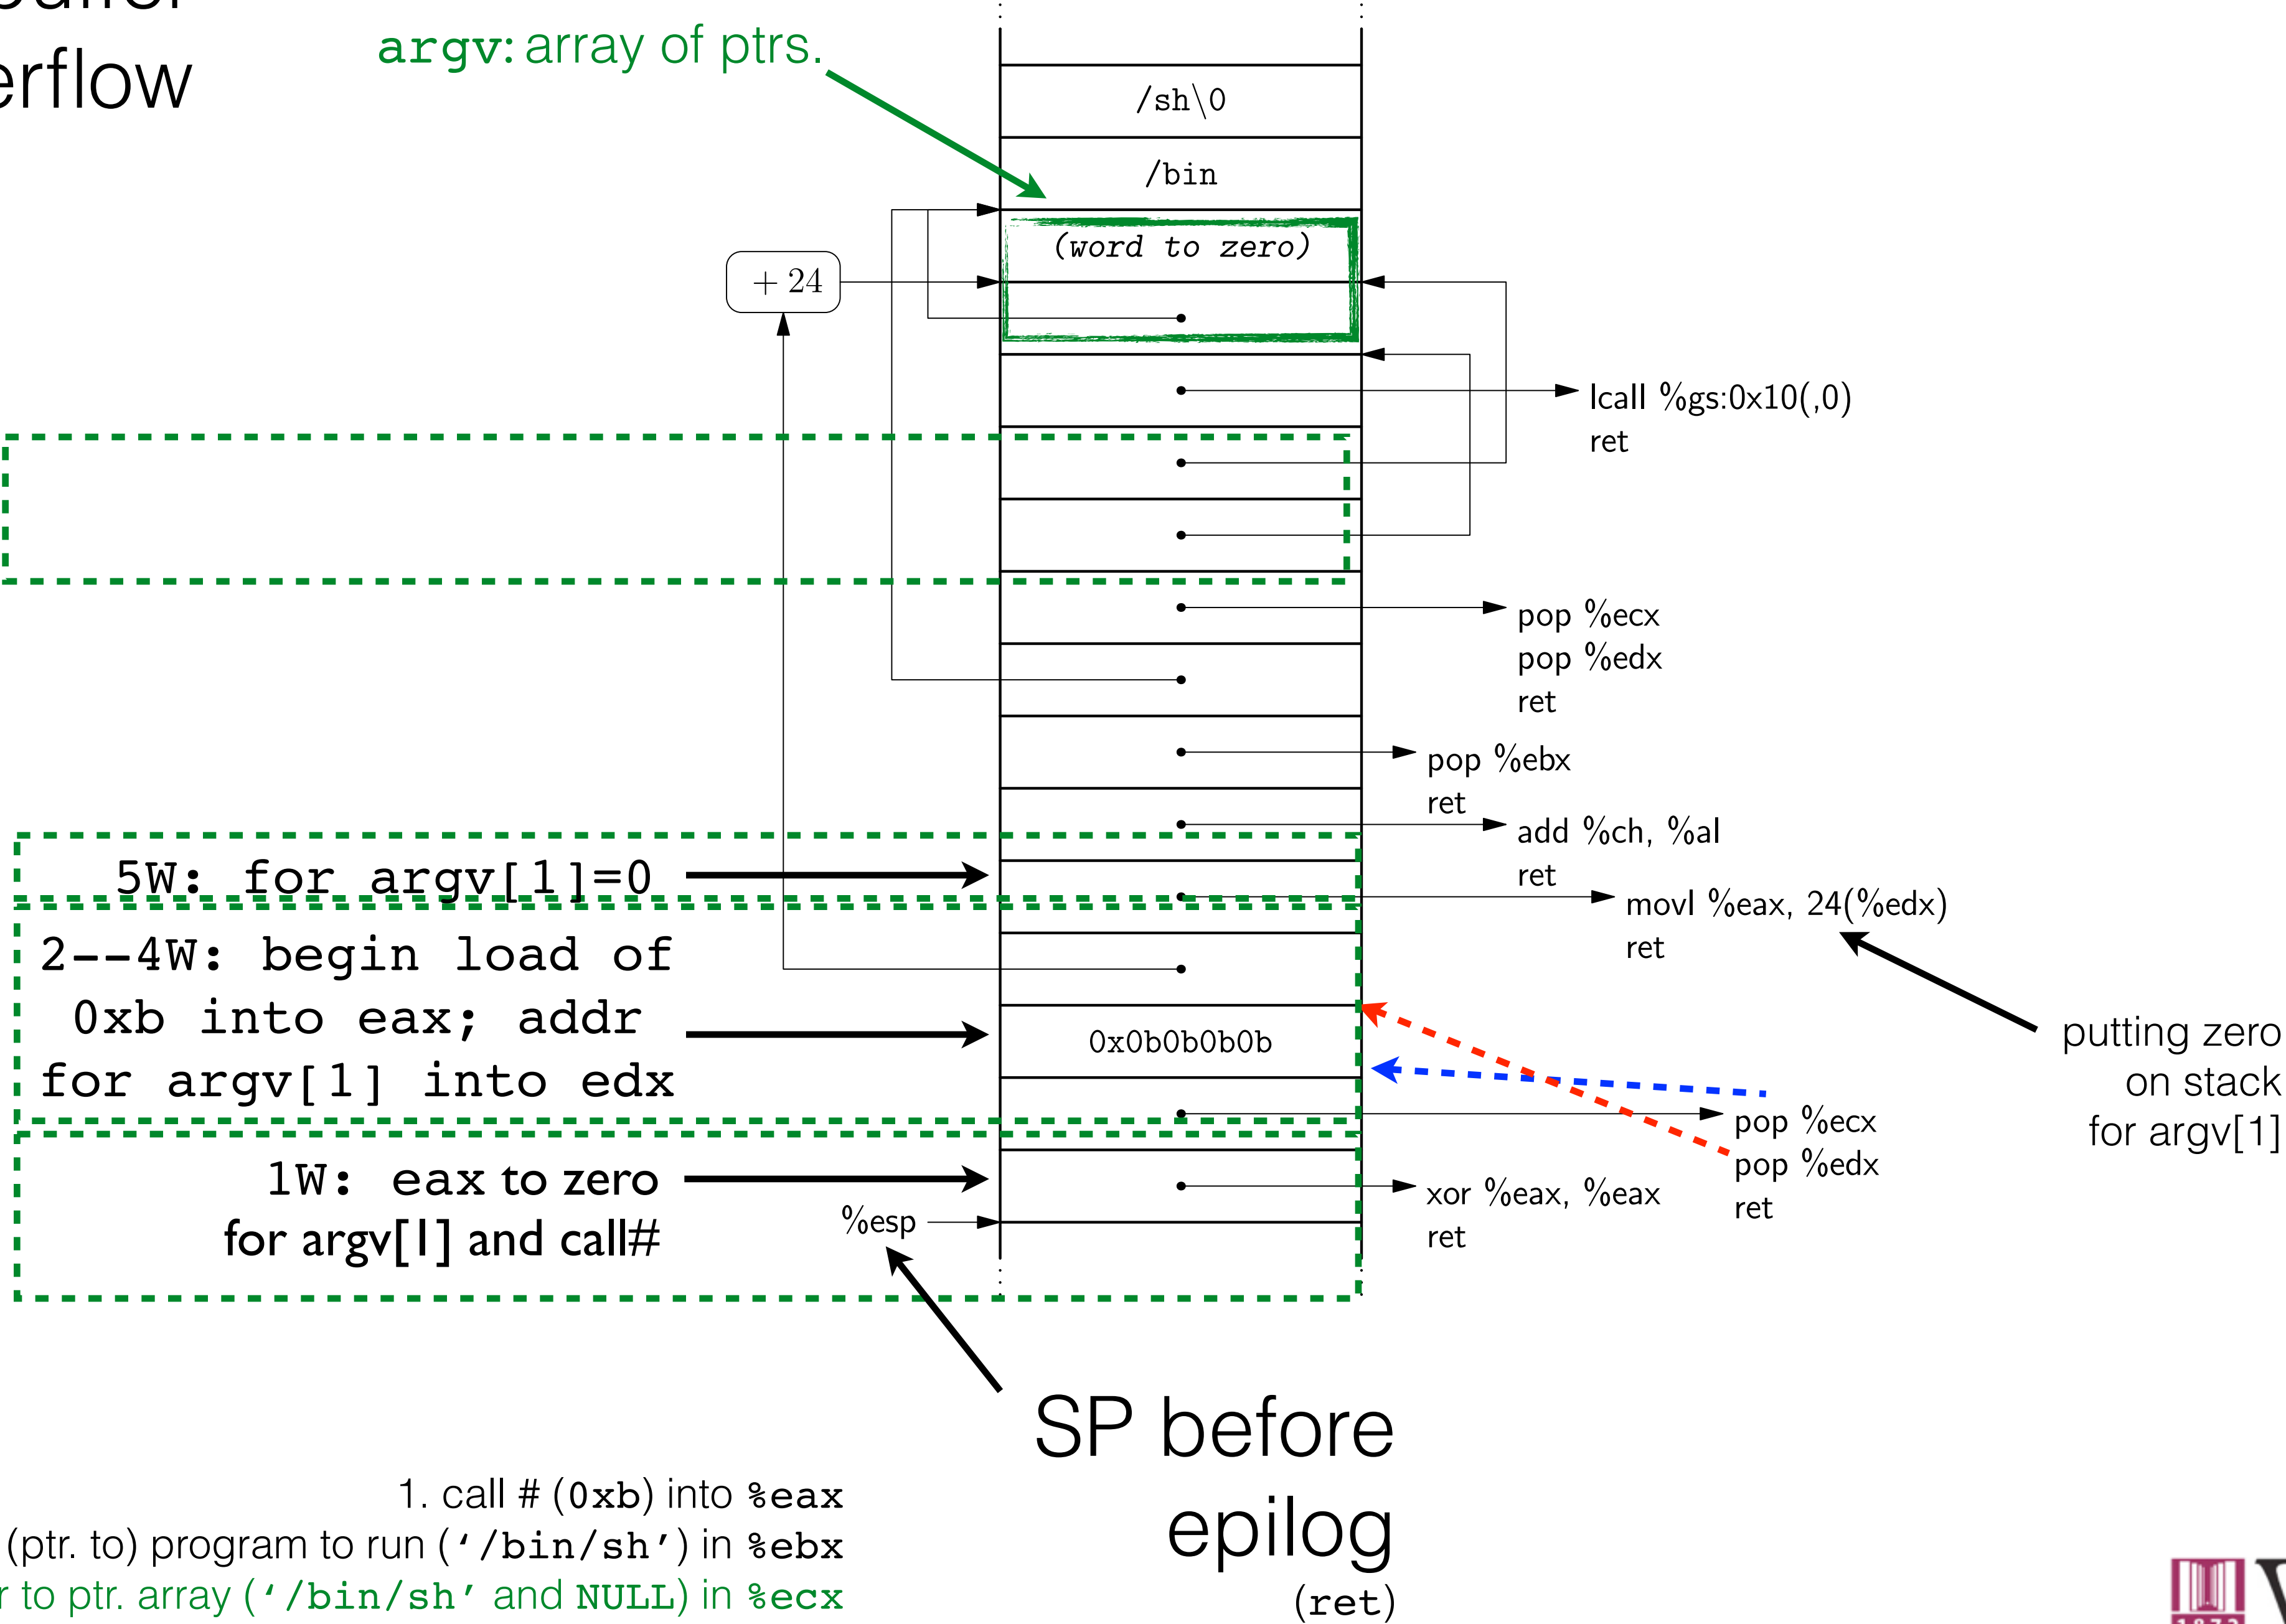 erflow
argv: array of ptrs.
/sh\0
/bin
(word to zero)
+ 24
lcall %gs:0x10(,0)
ret
pop %ecx
pop %edx
ret
pop %ebx
ret
add %ch, %al
ret
5W: for argv[1]=0
movl %eax, 24(%edx)
ret
2--4W: begin load of
0xb into eax; addr
for argv[1] into edx
0x0b0b0b0b
putting zero
on stack
for argv[1]
pop %ecx
pop %edx
ret
1W: eax to zero
for argv[1] and call#
%esp
xor %eax, %eax
ret
SP before
epilog
(ret)
1. call # (0xb) into %eax
(ptr. to) program to run (‘/bin/sh’) in %ebx
r to ptr. array (‘/bin/sh’ and NULL) in %ecx